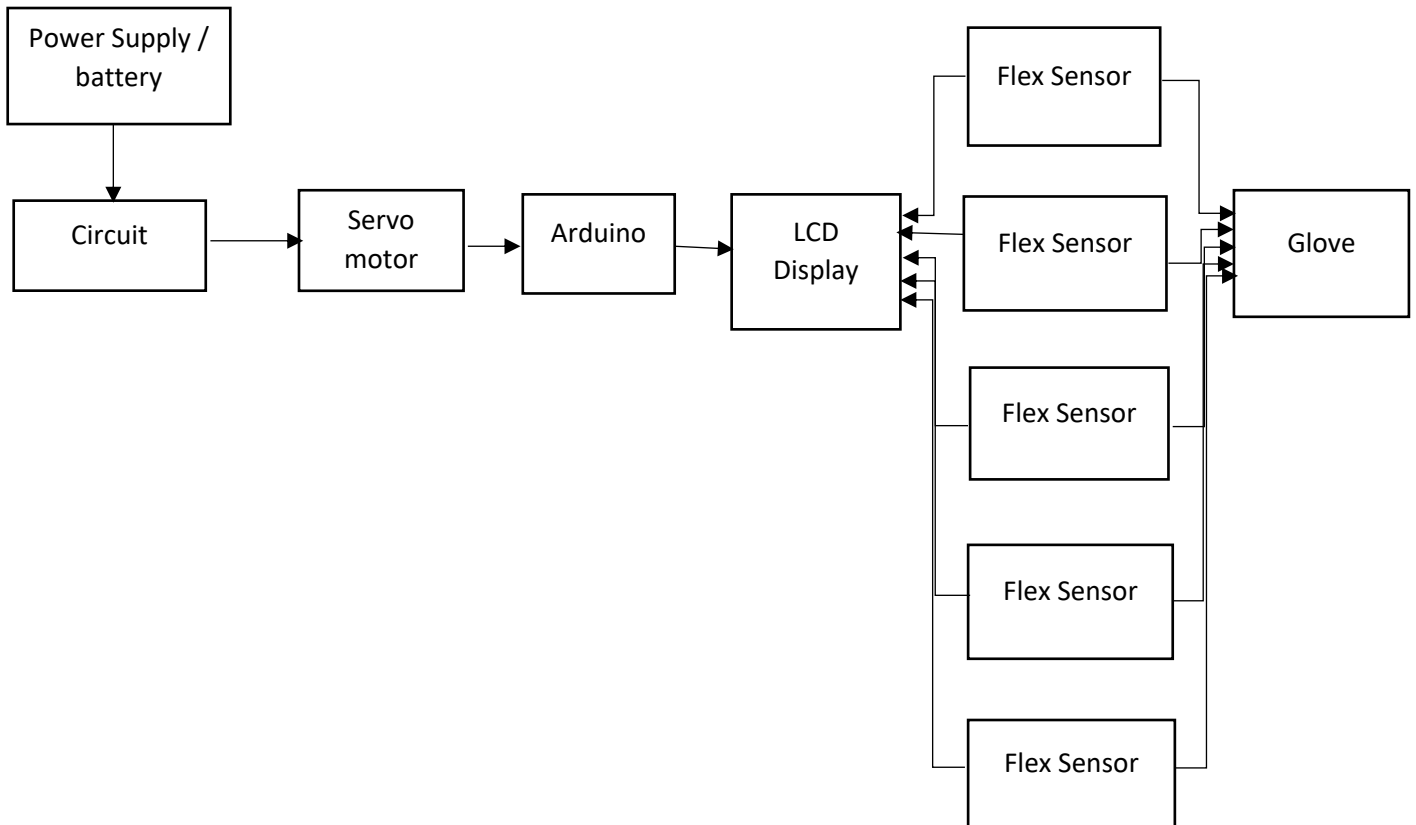 Power Supply /
battery
Circuit
Servo
motor
Arduino
LCD
Display
Flex Sensor
Flex Sensor
Flex Sensor
Flex Sensor
Flex Sensor
Glove